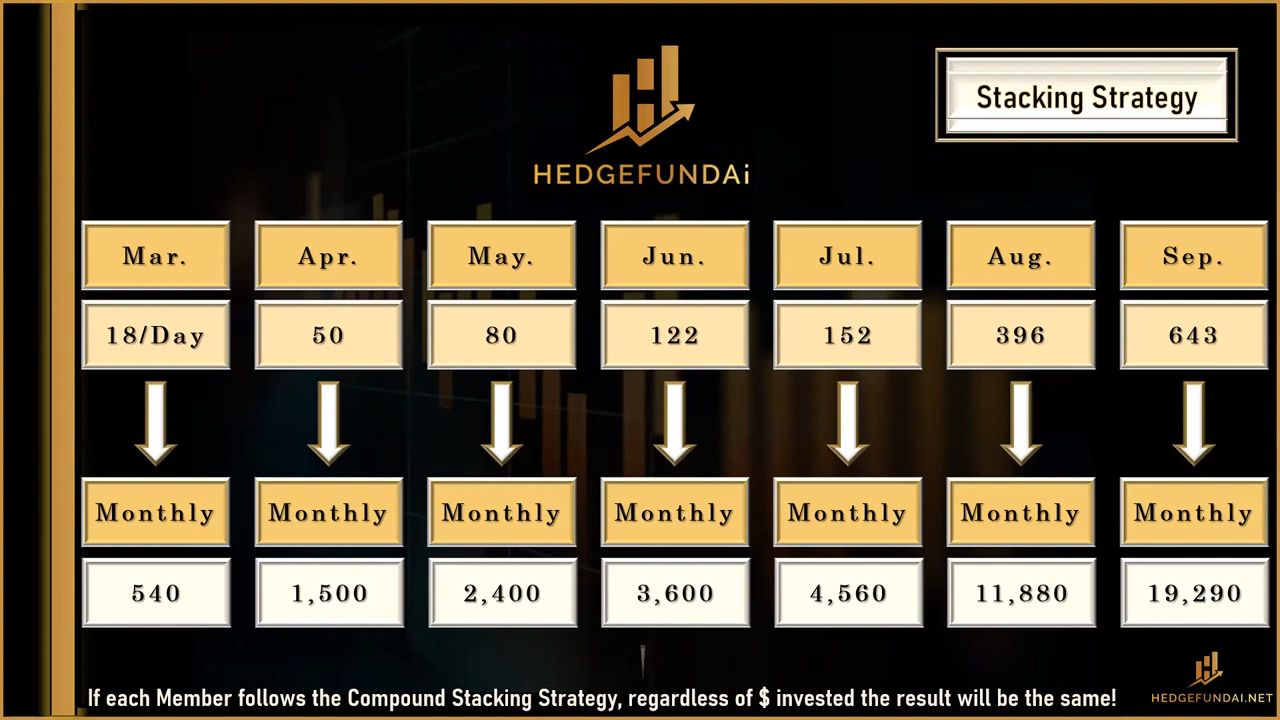 Stacking Strategy
HEDGEFUNDAi
Mar. Apr. May. Jun. Jul. Aug. Sep.
18/Day 50 80 122 152 396 643
Monthly Monthly Monthly Monthly Monthly Monthly Monthly
540 1,500 2,400 3,600 4,560 11,880 19,290
If each Member follows the Compound Stacking Strategy, regardless of $ invested the result will be the same!
HEDGEFUNDAI.NET